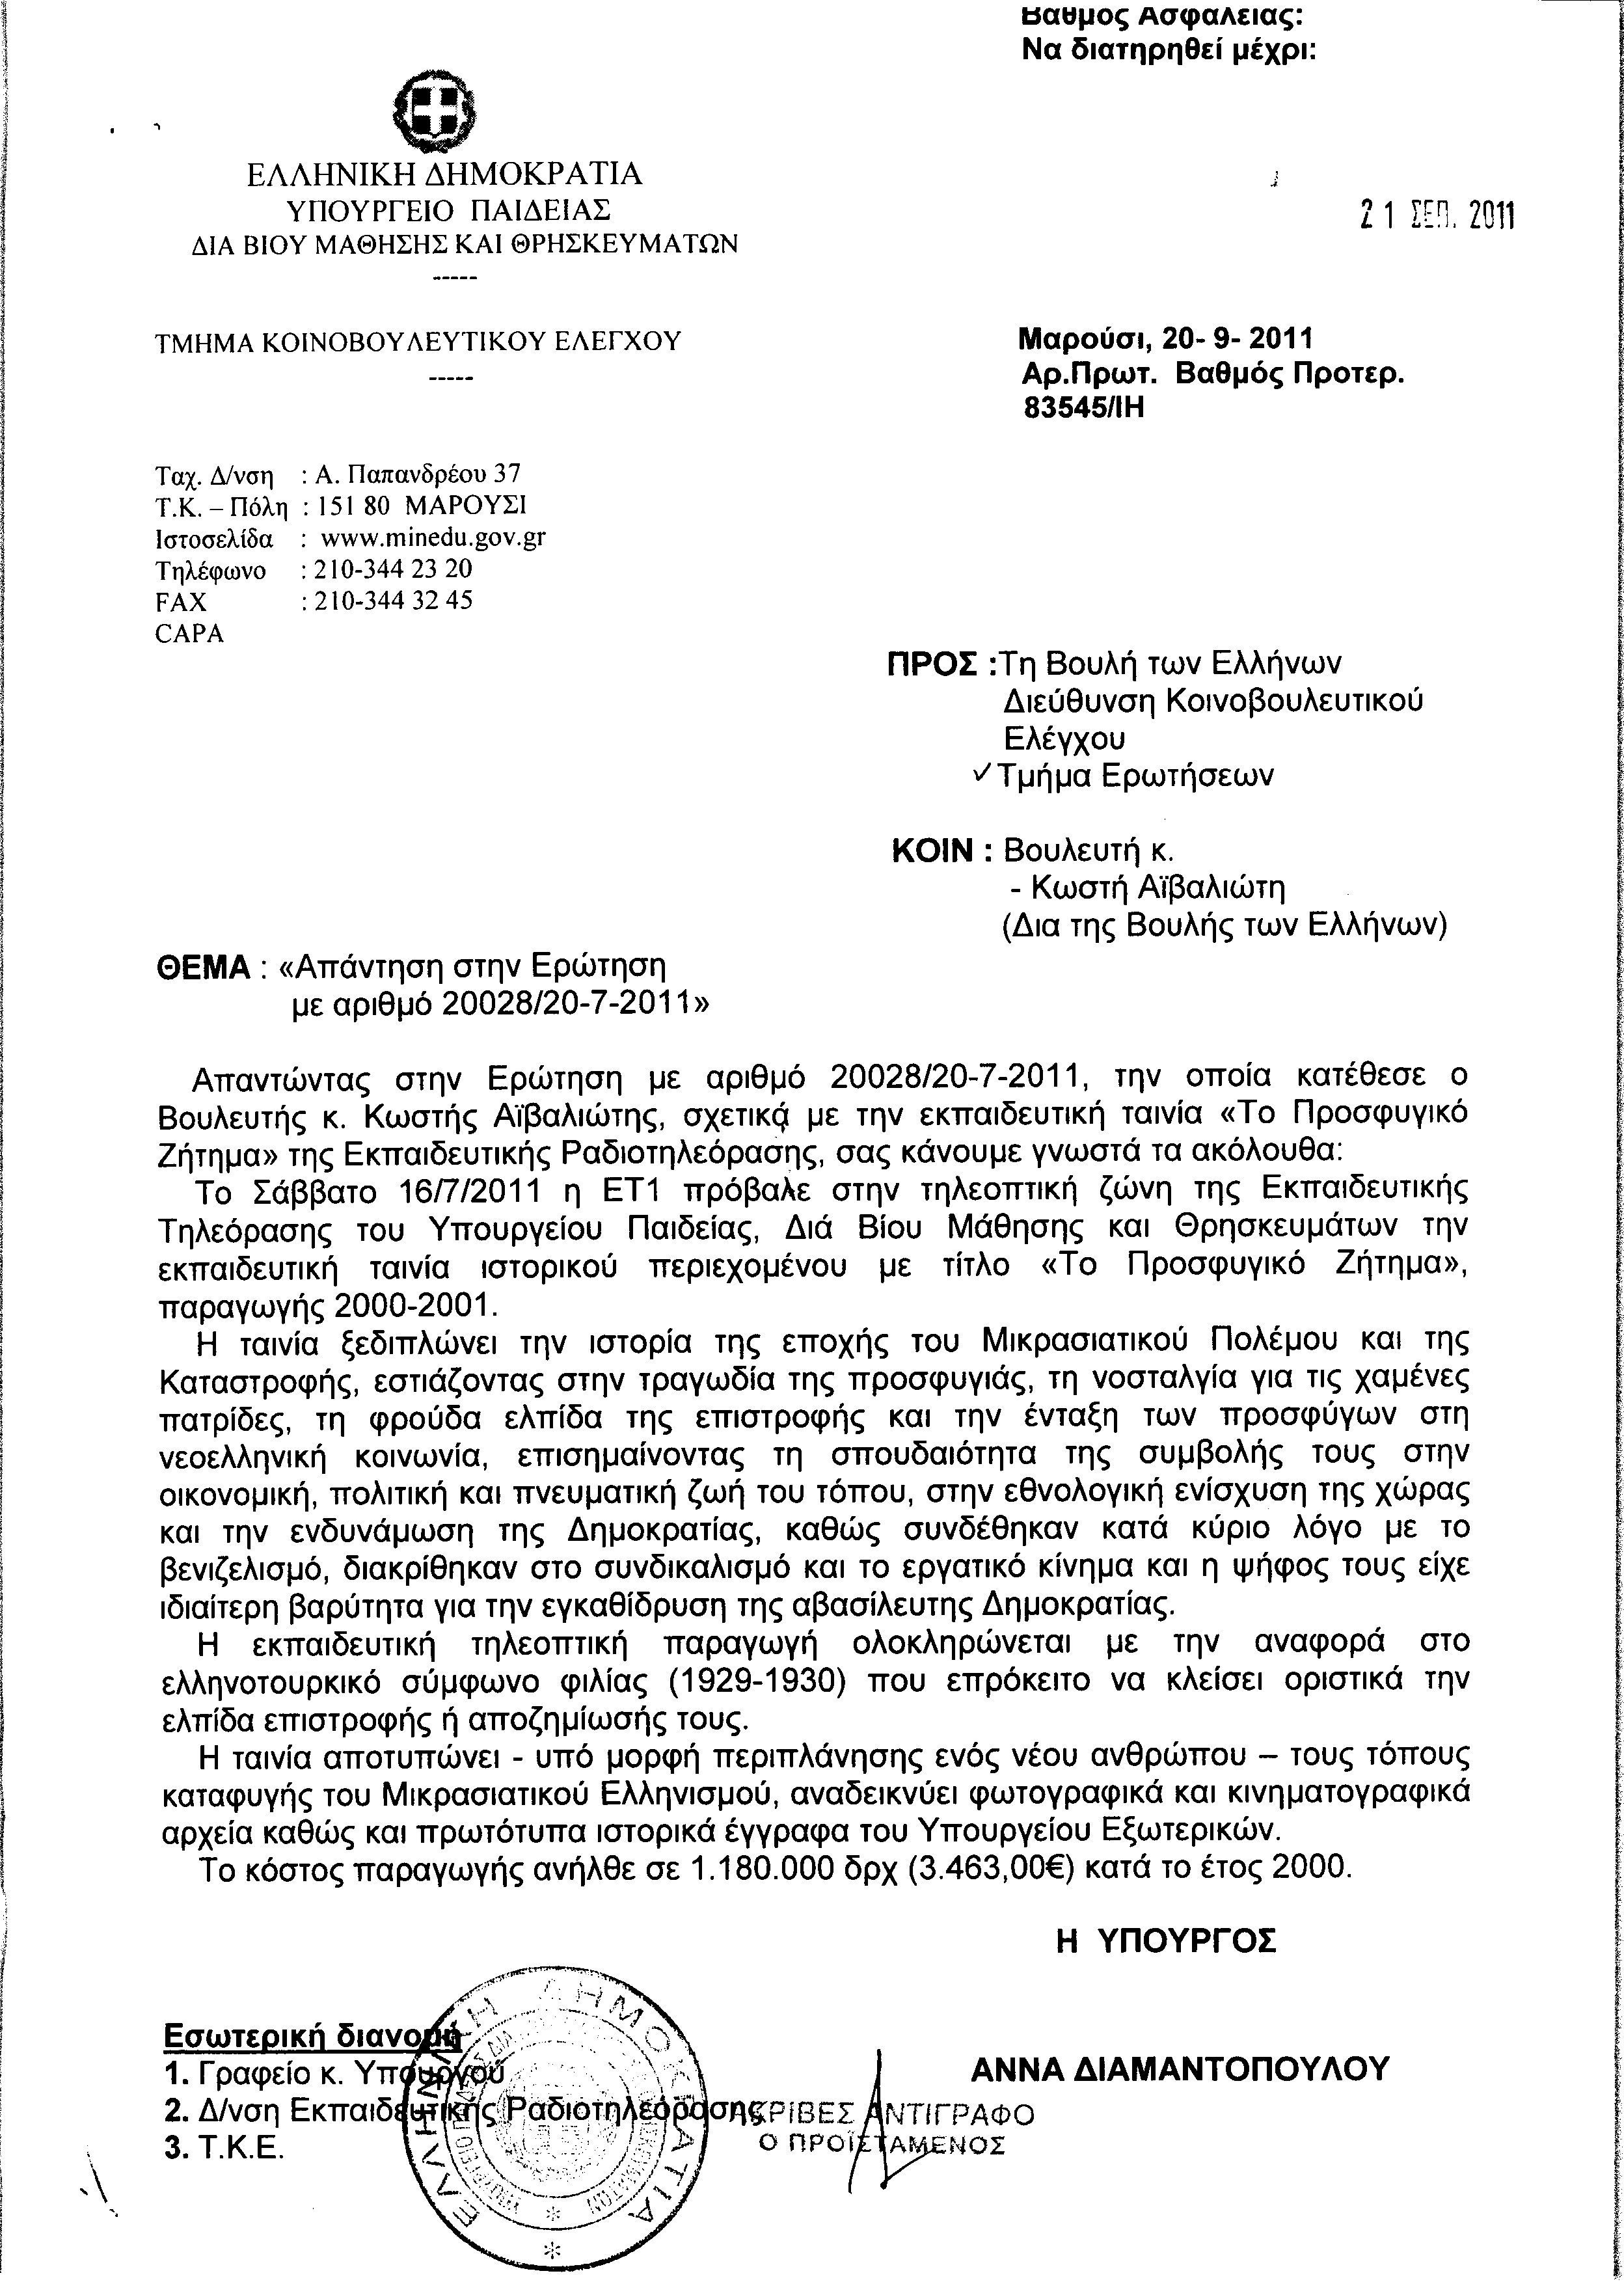 Βαθμός Ασφαλείας:
Να διατηρηθεί μέχρι:
ΕΛΛΗΝΙΚΗ ΔΗΜΟΚΡΑΤΙΑ
ΥΠΟΥΡΓΕΙΟ ΠΑΙΔΕΙΑΣ
ΔΙΑ ΒΙΟΥ ΜΑΘΗΣΗΣ ΚΑΙ ΘΡΗΣΚΕΥΜΑΤΩΝ
-----
21 ΣΕΠ. 2011
ΤΜΗΜΑ ΚΟΙΝΟΒΟΥΛΕΥΤΙΚΟΥ ΕΛΕΓΧΟΥ
-----
Μαρούσι, 20- 9- 2011
Αρ.Πρωτ. Βαθμός Προτερ.
83545/ΙΗ
Ταχ. Δ/νση : Α. Παπανδρέου 37
Τ.Κ. – Πόλη : 151 80 ΜΑΡΟΥΣΙ
Ιστοσελίδα : www.minedu.gov.gr
Τηλέφωνο : 210-344 23 20
FAX : 210-344 32 45
CAPA
ΠΡΟΣ :Τη Βουλή των Ελλήνων
Διεύθυνση Κοινοβουλευτικού
Ελέγχου
✓Τμήμα Ερωτήσεων
ΚΟΙΝ : Βουλευτή κ.
- Κωστή Αϊβαλιώτη
(Δια της Βουλής των Ελλήνων)
ΘΕΜΑ : «Απάντηση στην Ερώτηση
με αριθμό 20028/20-7-2011»
Απαντώντας στην Ερώτηση με αριθμό 20028/20-7-2011, την οποία κατέθεσε ο
Βουλευτής κ. Κωστής Αϊβαλιώτης, σχετικά με την εκπαιδευτική ταινία «Το Προσφυγικό
Ζήτημα» της Εκπαιδευτικής Ραδιοτηλεόρασης, σας κάνουμε γνωστά τα ακόλουθα:
Το Σάββατο 16/7/2011 η ΕΤ1 πρόβαλε στην τηλεοπτική ζώνη της Εκπαιδευτικής
Τηλεόρασης του Υπουργείου Παιδείας, Διά Βίου Μάθησης και Θρησκευμάτων την
εκπαιδευτική ταινία ιστορικού περιεχομένου με τίτλο «Το Προσφυγικό Ζήτημα»,
παραγωγής 2000-2001.
Η ταινία ξεδιπλώνει την ιστορία της εποχής του Μικρασιατικού Πολέμου και της
Καταστροφής, εστιάζοντας στην τραγωδία της προσφυγιάς, τη νοσταλγία για τις χαμένες
πατρίδες, τη φρούδα ελπίδα της επιστροφής και την ένταξη των προσφύγων στη
νεοελληνική κοινωνία, επισημαίνοντας τη σπουδαιότητα της συμβολής τους στην
οικονομική, πολιτική και πνευματική ζωή του τόπου, στην εθνολογική ενίσχυση της χώρας
και την ενδυνάμωση της Δημοκρατίας, καθώς συνδέθηκαν κατά κύριο λόγο με το
βενιζελισμό, διακρίθηκαν στο συνδικαλισμό και το εργατικό κίνημα και η ψήφος τους είχε
ιδιαίτερη βαρύτητα για την εγκαθίδρυση της αβασίλευτης Δημοκρατίας.
Η εκπαιδευτική τηλεοπτική παραγωγή ολοκληρώνεται με την αναφορά στο
ελληνοτουρκικό σύμφωνο φιλίας (1929-1930) που επρόκειτο να κλείσει οριστικά την
ελπίδα επιστροφής ή αποζημίωσής τους.
Η ταινία αποτυπώνει - υπό μορφή περιπλάνησης ενός νέου ανθρώπου – τους τόπους
καταφυγής του Μικρασιατικού Ελληνισμού, αναδεικνύει φωτογραφικά και κινηματογραφικά
αρχεία καθώς και πρωτότυπα ιστορικά έγγραφα του Υπουργείου Εξωτερικών.
Το κόστος παραγωγής ανήλθε σε 1.180.000 δρχ (3.463,00€) κατά το έτος 2000.
Η ΥΠΟΥΡΓΟΣ
Εσωτερική διανομή
1. Γραφείο κ. Υπουργού
2. Δ/νση Εκπαιδευτικής Ραδιοτηλεόρασης
3. Τ.Κ.Ε.
ΕΛΛΗΝΙΚΗ ΔΗΜΟΚΡΑΤΙΑ
ΑΝΝΑ ΔΙΑΜΑΝΤΟΠΟΥΛΟΥ
ΑΚΡΙΒΕΣ ΑΝΤΙΓΡΑΦΟ
Ο ΠΡΟΪΣΤΑΜΕΝΟΣ